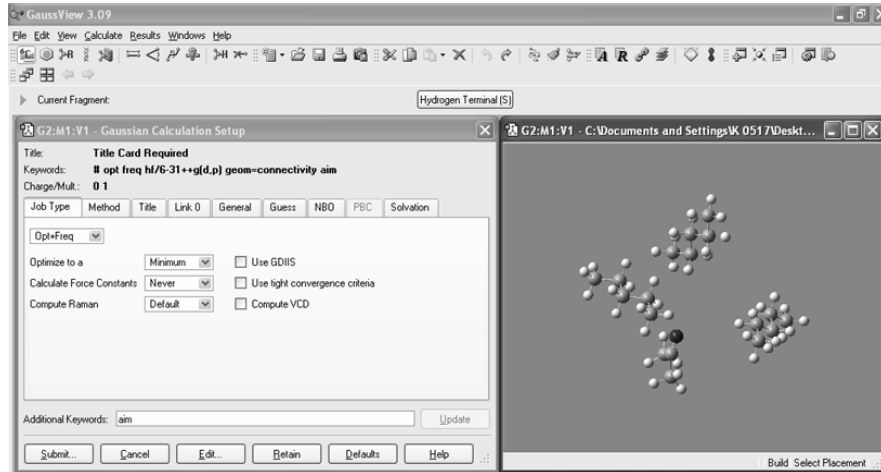 GaussView 3.09
File Edit View Calculate Results Windows Help
Current Fragment:
Hydrogen Terminal (S)
G2:M1:V1 - Gaussian Calculation Setup
Title: Title Card Required
Keywords: # opt freq hf/6-31++g(d,p) geom=connectivity aim
Charge/Mult.: 0 1
Job Type Method Title Link 0 General Guess NBO PBC Solvation
Opt+Freq
Optimize to a Minimum Use GDIIS
Calculate Force Constants Never Use tight convergence criteria
Compute Raman Default Compute VCD
Additional Keywords: aim Update
Submit... Cancel Edit... Retain Defaults Help
G2:M1:V1 - C:\Documents and Settings\K 0517\Deskt...
Build Select Placement